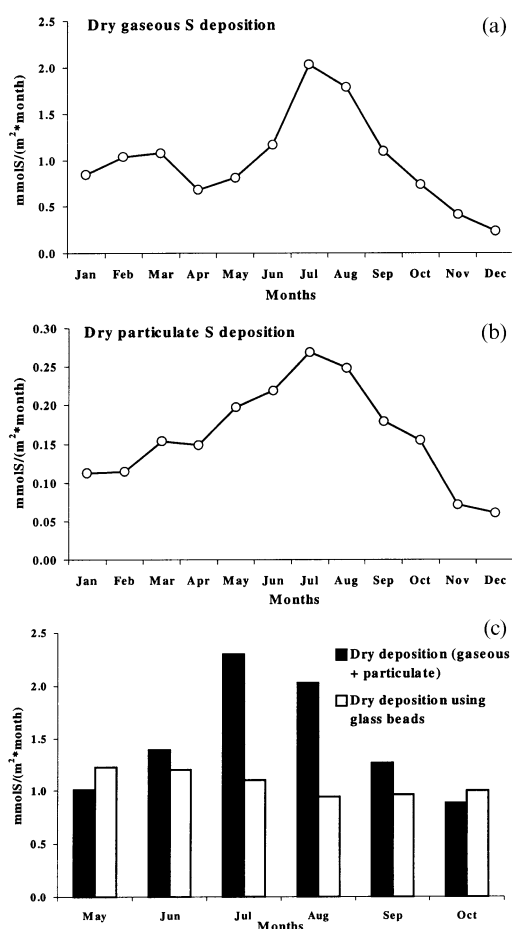 Dry gaseous S deposition
(a)
mmolS/(m²*month)
2.5
2.0
1.5
1.0
0.5
0.0
Jan Feb Mar Apr May Jun Jul Aug Sep Oct Nov Dec
Months
Dry particulate S deposition
(b)
mmolS/(m²*month)
0.30
0.25
0.20
0.15
0.10
0.05
0.00
Jan Feb Mar Apr May Jun Jul Aug Sep Oct Nov Dec
Months
(c)
mmolS/(m²*month)
2.5
2.0
1.5
1.0
0.5
0.0
Dry deposition (gaseous
+ particulate)
Dry deposition using
glass beads
May Jun Jul Aug Sep Oct
Months